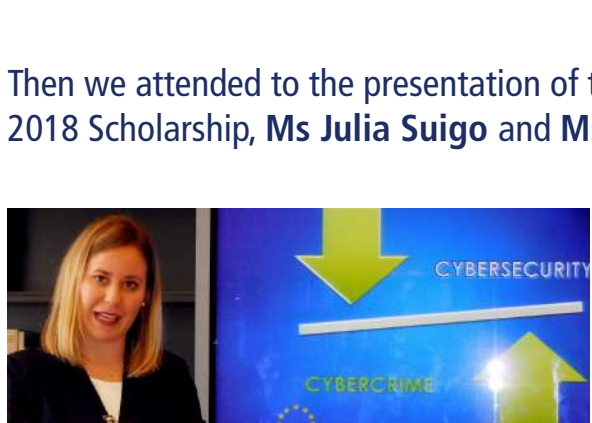 Then we attended to the presentation of
2018 Scholarship, Ms Julia Suigo and
CYBERSECURITY
CYBERCRIME